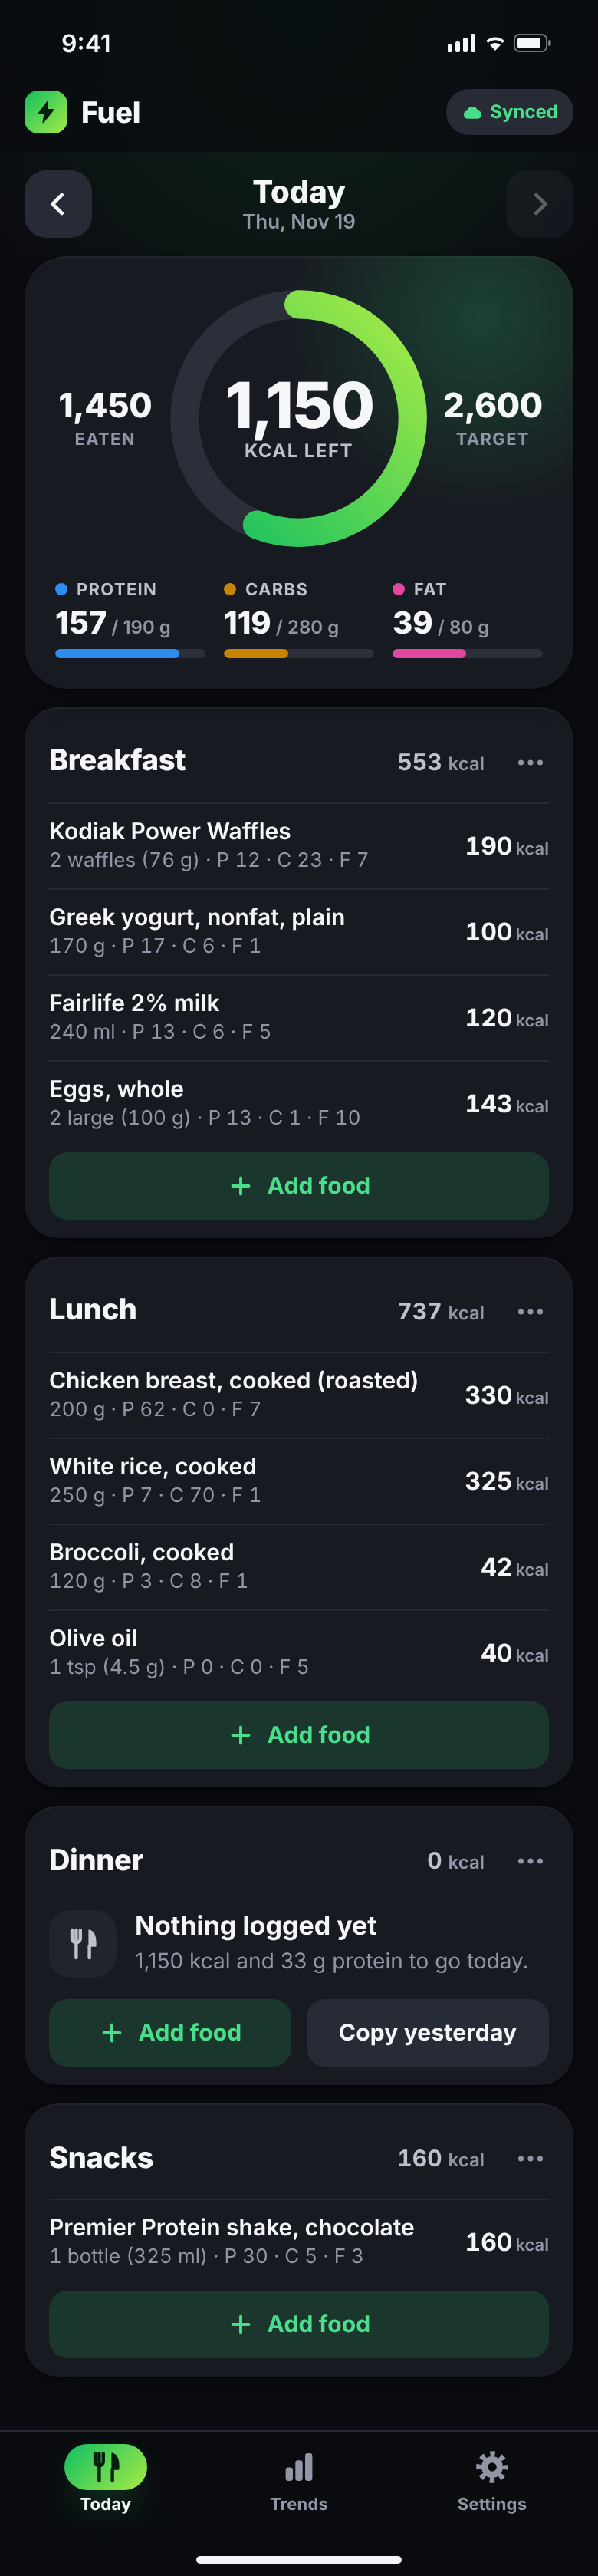 9:41
Fuel
Synced
Today
Thu, Nov 19
1,450
EATEN
1,150
KCAL LEFT
2,600
TARGET
PROTEIN
157 / 190 g
CARBS
119 / 280 g
FAT
39 / 80 g
Breakfast
553 kcal
Kodiak Power Waffles
2 waffles (76 g) · P 12 · C 23 · F 7
190 kcal
Greek yogurt, nonfat, plain
170 g · P 17 · C 6 · F 1
100 kcal
Fairlife 2% milk
240 ml · P 13 · C 6 · F 5
120 kcal
Eggs, whole
2 large (100 g) · P 13 · C 1 · F 10
143 kcal
+ Add food
Lunch
737 kcal
Chicken breast, cooked (roasted)
200 g · P 62 · C 0 · F 7
330 kcal
White rice, cooked
250 g · P 7 · C 70 · F 1
325 kcal
Broccoli, cooked
120 g · P 3 · C 8 · F 1
42 kcal
Olive oil
1 tsp (4.5 g) · P 0 · C 0 · F 5
40 kcal
+ Add food
Dinner
0 kcal
Nothing logged yet
1,150 kcal and 33 g protein to go today.
+ Add food
Copy yesterday
Snacks
160 kcal
Premier Protein shake, chocolate
1 bottle (325 ml) · P 30 · C 5 · F 3
160 kcal
+ Add food
Today
Trends
Settings